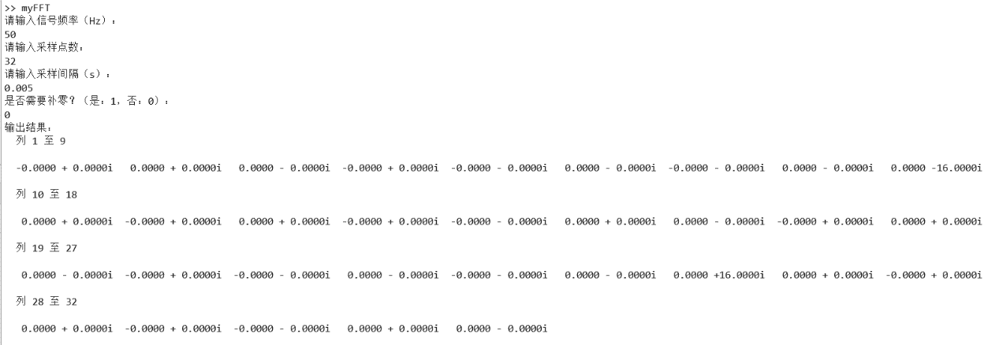 >> myFFT
请输入信号频率（Hz）：
50
请输入采样点数：
32
请输入采样间隔（s）：
0.005
是否需要补零？（是：1，否：0）：
0
输出结果：
列 1 至 9
-0.0000 + 0.0000i   0.0000 + 0.0000i   0.0000 - 0.0000i  -0.0000 + 0.0000i  -0.0000 - 0.0000i   0.0000 - 0.0000i  -0.0000 - 0.0000i   0.0000 - 0.0000i   0.0000 -16.0000i
列 10 至 18
0.0000 + 0.0000i  -0.0000 + 0.0000i   0.0000 + 0.0000i  -0.0000 + 0.0000i  -0.0000 - 0.0000i   0.0000 + 0.0000i   0.0000 - 0.0000i  -0.0000 + 0.0000i   0.0000 + 0.0000i
列 19 至 27
0.0000 - 0.0000i  -0.0000 + 0.0000i  -0.0000 - 0.0000i   0.0000 - 0.0000i  -0.0000 - 0.0000i   0.0000 - 0.0000i   0.0000 +16.0000i   0.0000 + 0.0000i  -0.0000 + 0.0000i
列 28 至 32
0.0000 + 0.0000i  -0.0000 + 0.0000i  -0.0000 - 0.0000i   0.0000 + 0.0000i   0.0000 - 0.0000i